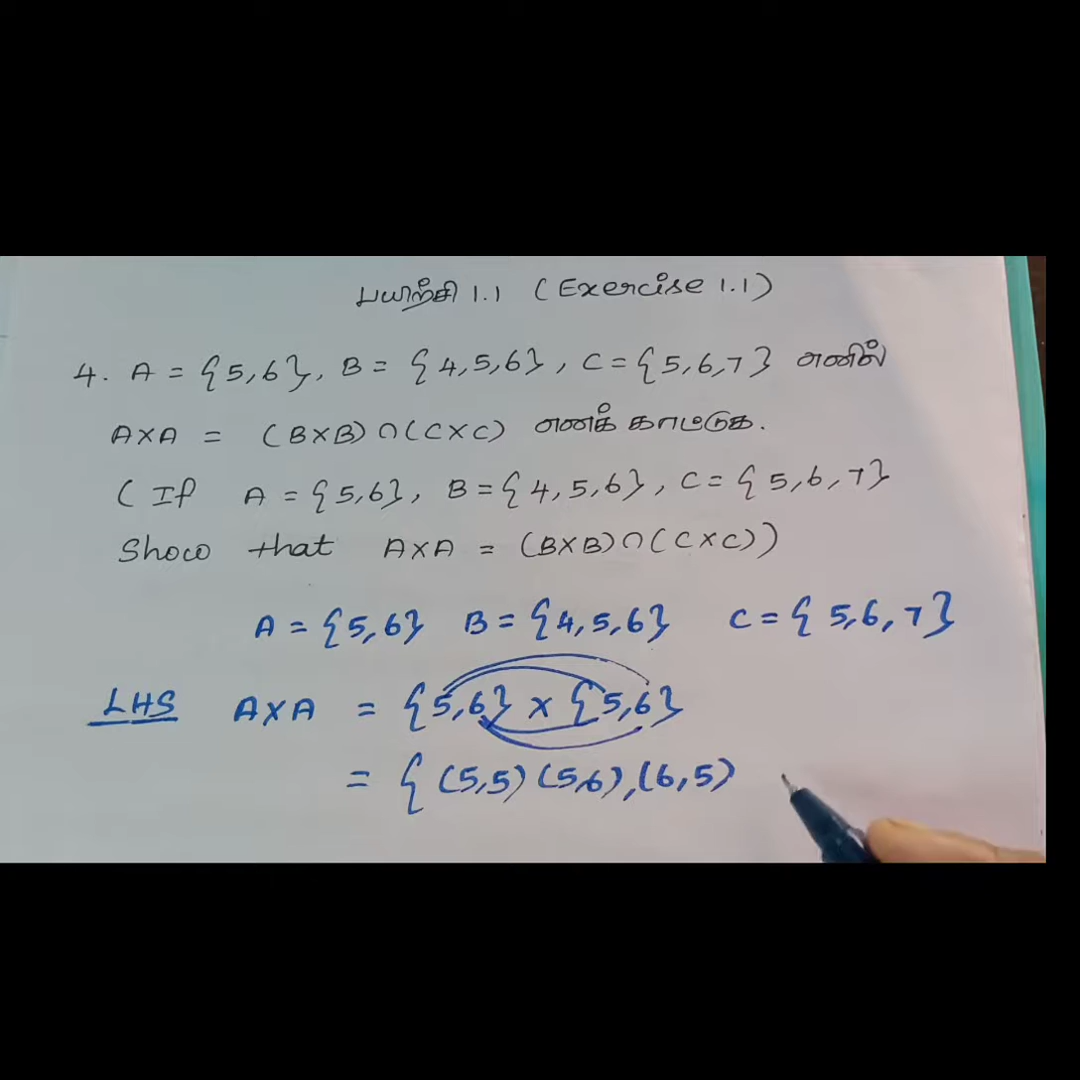 பயிற்சி 1.1 (Exercise 1.1)
4. A = {5,6}, B = {4,5,6}, C = {5,6,7} எனில்
A×A = (B×B)∩(C×C) எனக் காட்டுக.
(If A = {5,6}, B = {4,5,6}, C = {5,6,7}
Show that A×A = (B×B)∩(C×C))
A = {5,6} B = {4,5,6} C = {5,6,7}
LHS A×A = {5,6} × {5,6}
= { (5,5) (5,6), (6,5)